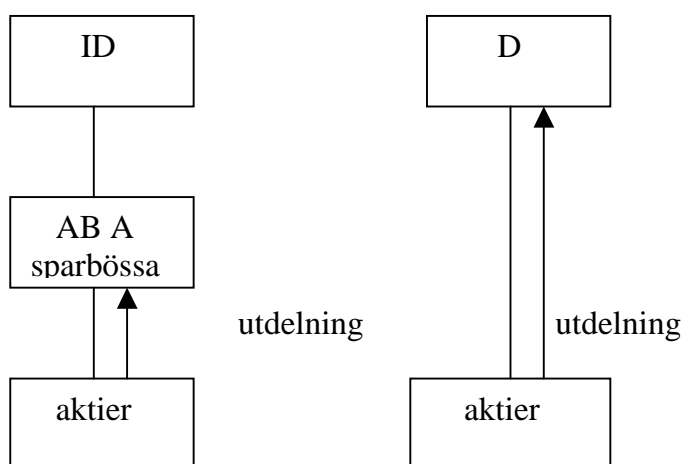 ID
D
AB A
sparbössa
utdelning
utdelning
aktier
aktier